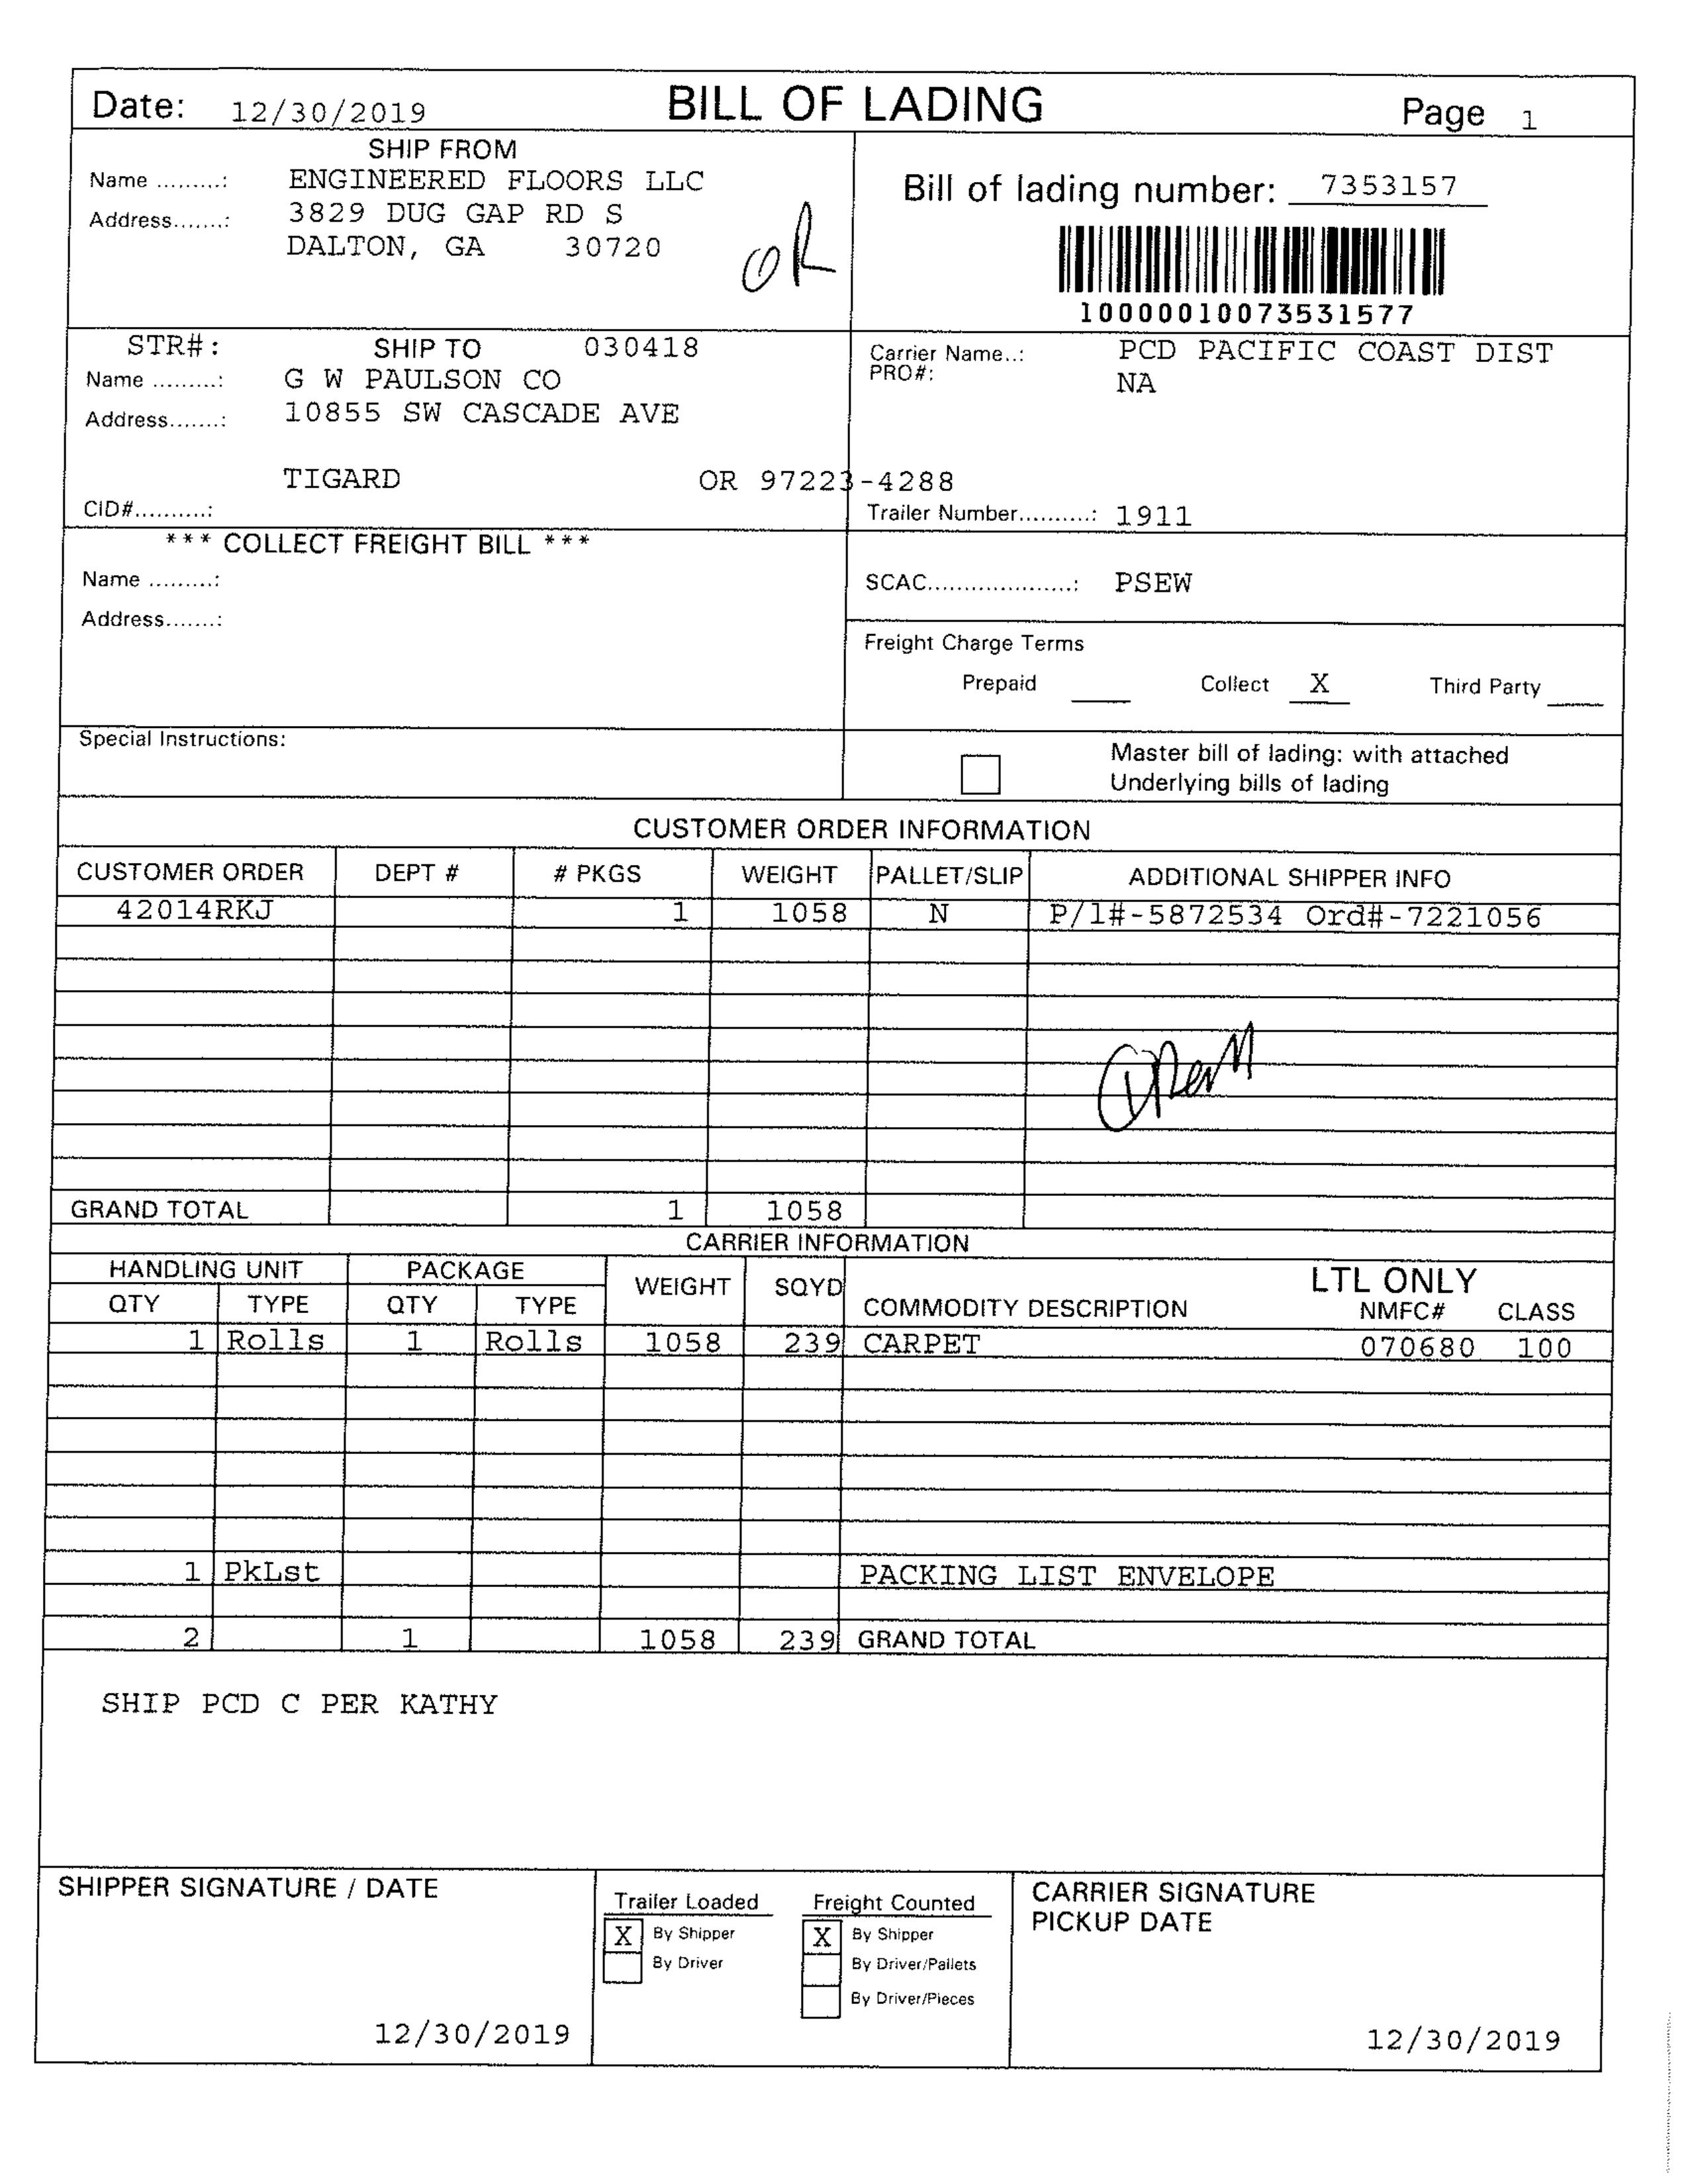 Date: 12/30/2019 BILL OF LADING Page 1
SHIP FROM
Name .........: ENGINEERED FLOORS LLC
Address.......: 3829 DUG GAP RD S
DALTON, GA 30720
OR
Bill of lading number: 7353157
10000010073531577
STR#: SHIP TO 030418
Name .........: G W PAULSON CO
Address.......: 10855 SW CASCADE AVE
TIGARD OR 97223-4288
CID#..........:
Carrier Name..: PCD PACIFIC COAST DIST
PRO#: NA
Trailer Number..........: 1911
*** COLLECT FREIGHT BILL ***
Name .........:
Address.......:
SCAC....................: PSEW
Freight Charge Terms
Prepaid ____ Collect X Third Party ____
Special Instructions:
Master bill of lading: with attached
Underlying bills of lading
CUSTOMER ORDER INFORMATION
CUSTOMER ORDER DEPT # # PKGS WEIGHT PALLET/SLIP ADDITIONAL SHIPPER INFO
42014RKJ 1 1058 N P/l#-5872534 Ord#-7221056
GRAND TOTAL 1 1058
CARRIER INFORMATION
HANDLING UNIT PACKAGE WEIGHT SQYD LTL ONLY
QTY TYPE QTY TYPE COMMODITY DESCRIPTION NMFC# CLASS
1 Rolls 1 Rolls 1058 239 CARPET 070680 100
1 PkLst PACKING LIST ENVELOPE
2 1 1058 239 GRAND TOTAL
SHIP PCD C PER KATHY
SHIPPER SIGNATURE / DATE
12/30/2019
Trailer Loaded
X By Shipper
By Driver
Freight Counted
X By Shipper
By Driver/Pallets
By Driver/Pieces
CARRIER SIGNATURE
PICKUP DATE
12/30/2019